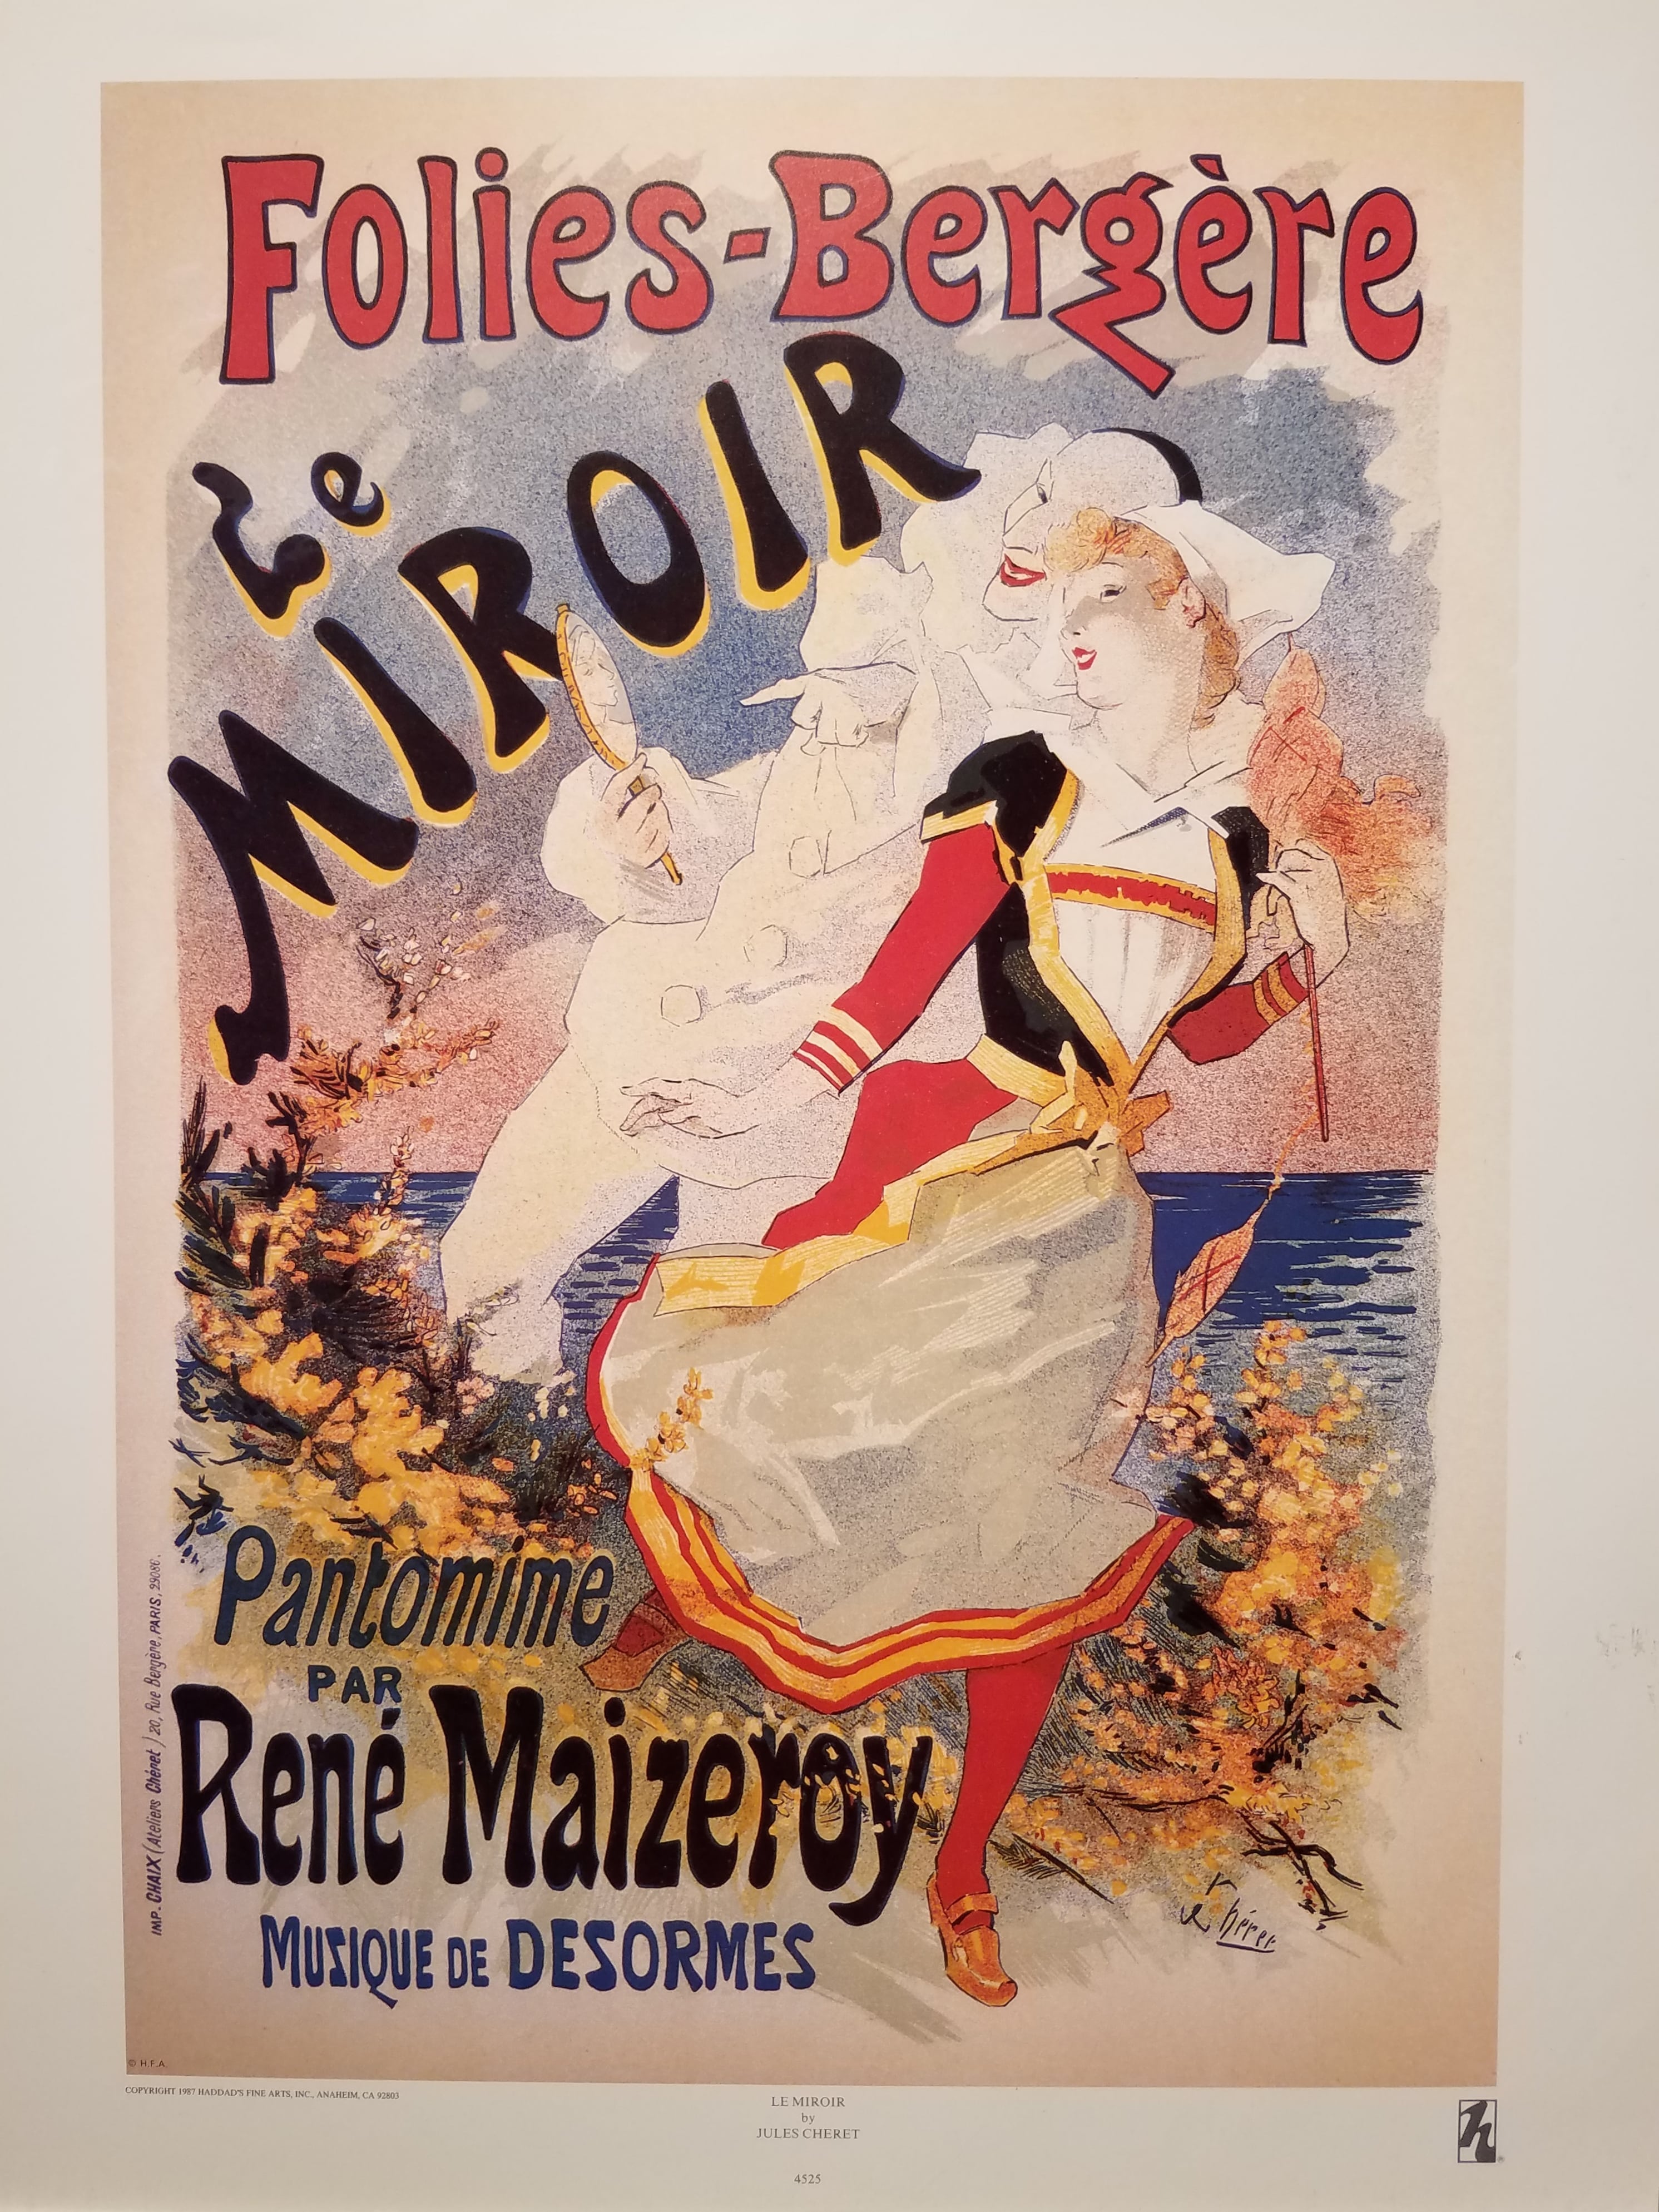 Folies-Bergère
Le
MIROIR
Pantomime
PAR
René Maizeroy
MUSIQUE DE DESORMES
IMP. CHAIX (Ateliers Chéret) 20, Rue Bergère, PARIS, 29086.
Chéret
© H.F.A.
COPYRIGHT 1987 HADDAD'S FINE ARTS, INC., ANAHEIM, CA 92803
LE MIROIR
by
JULES CHERET
4525
h